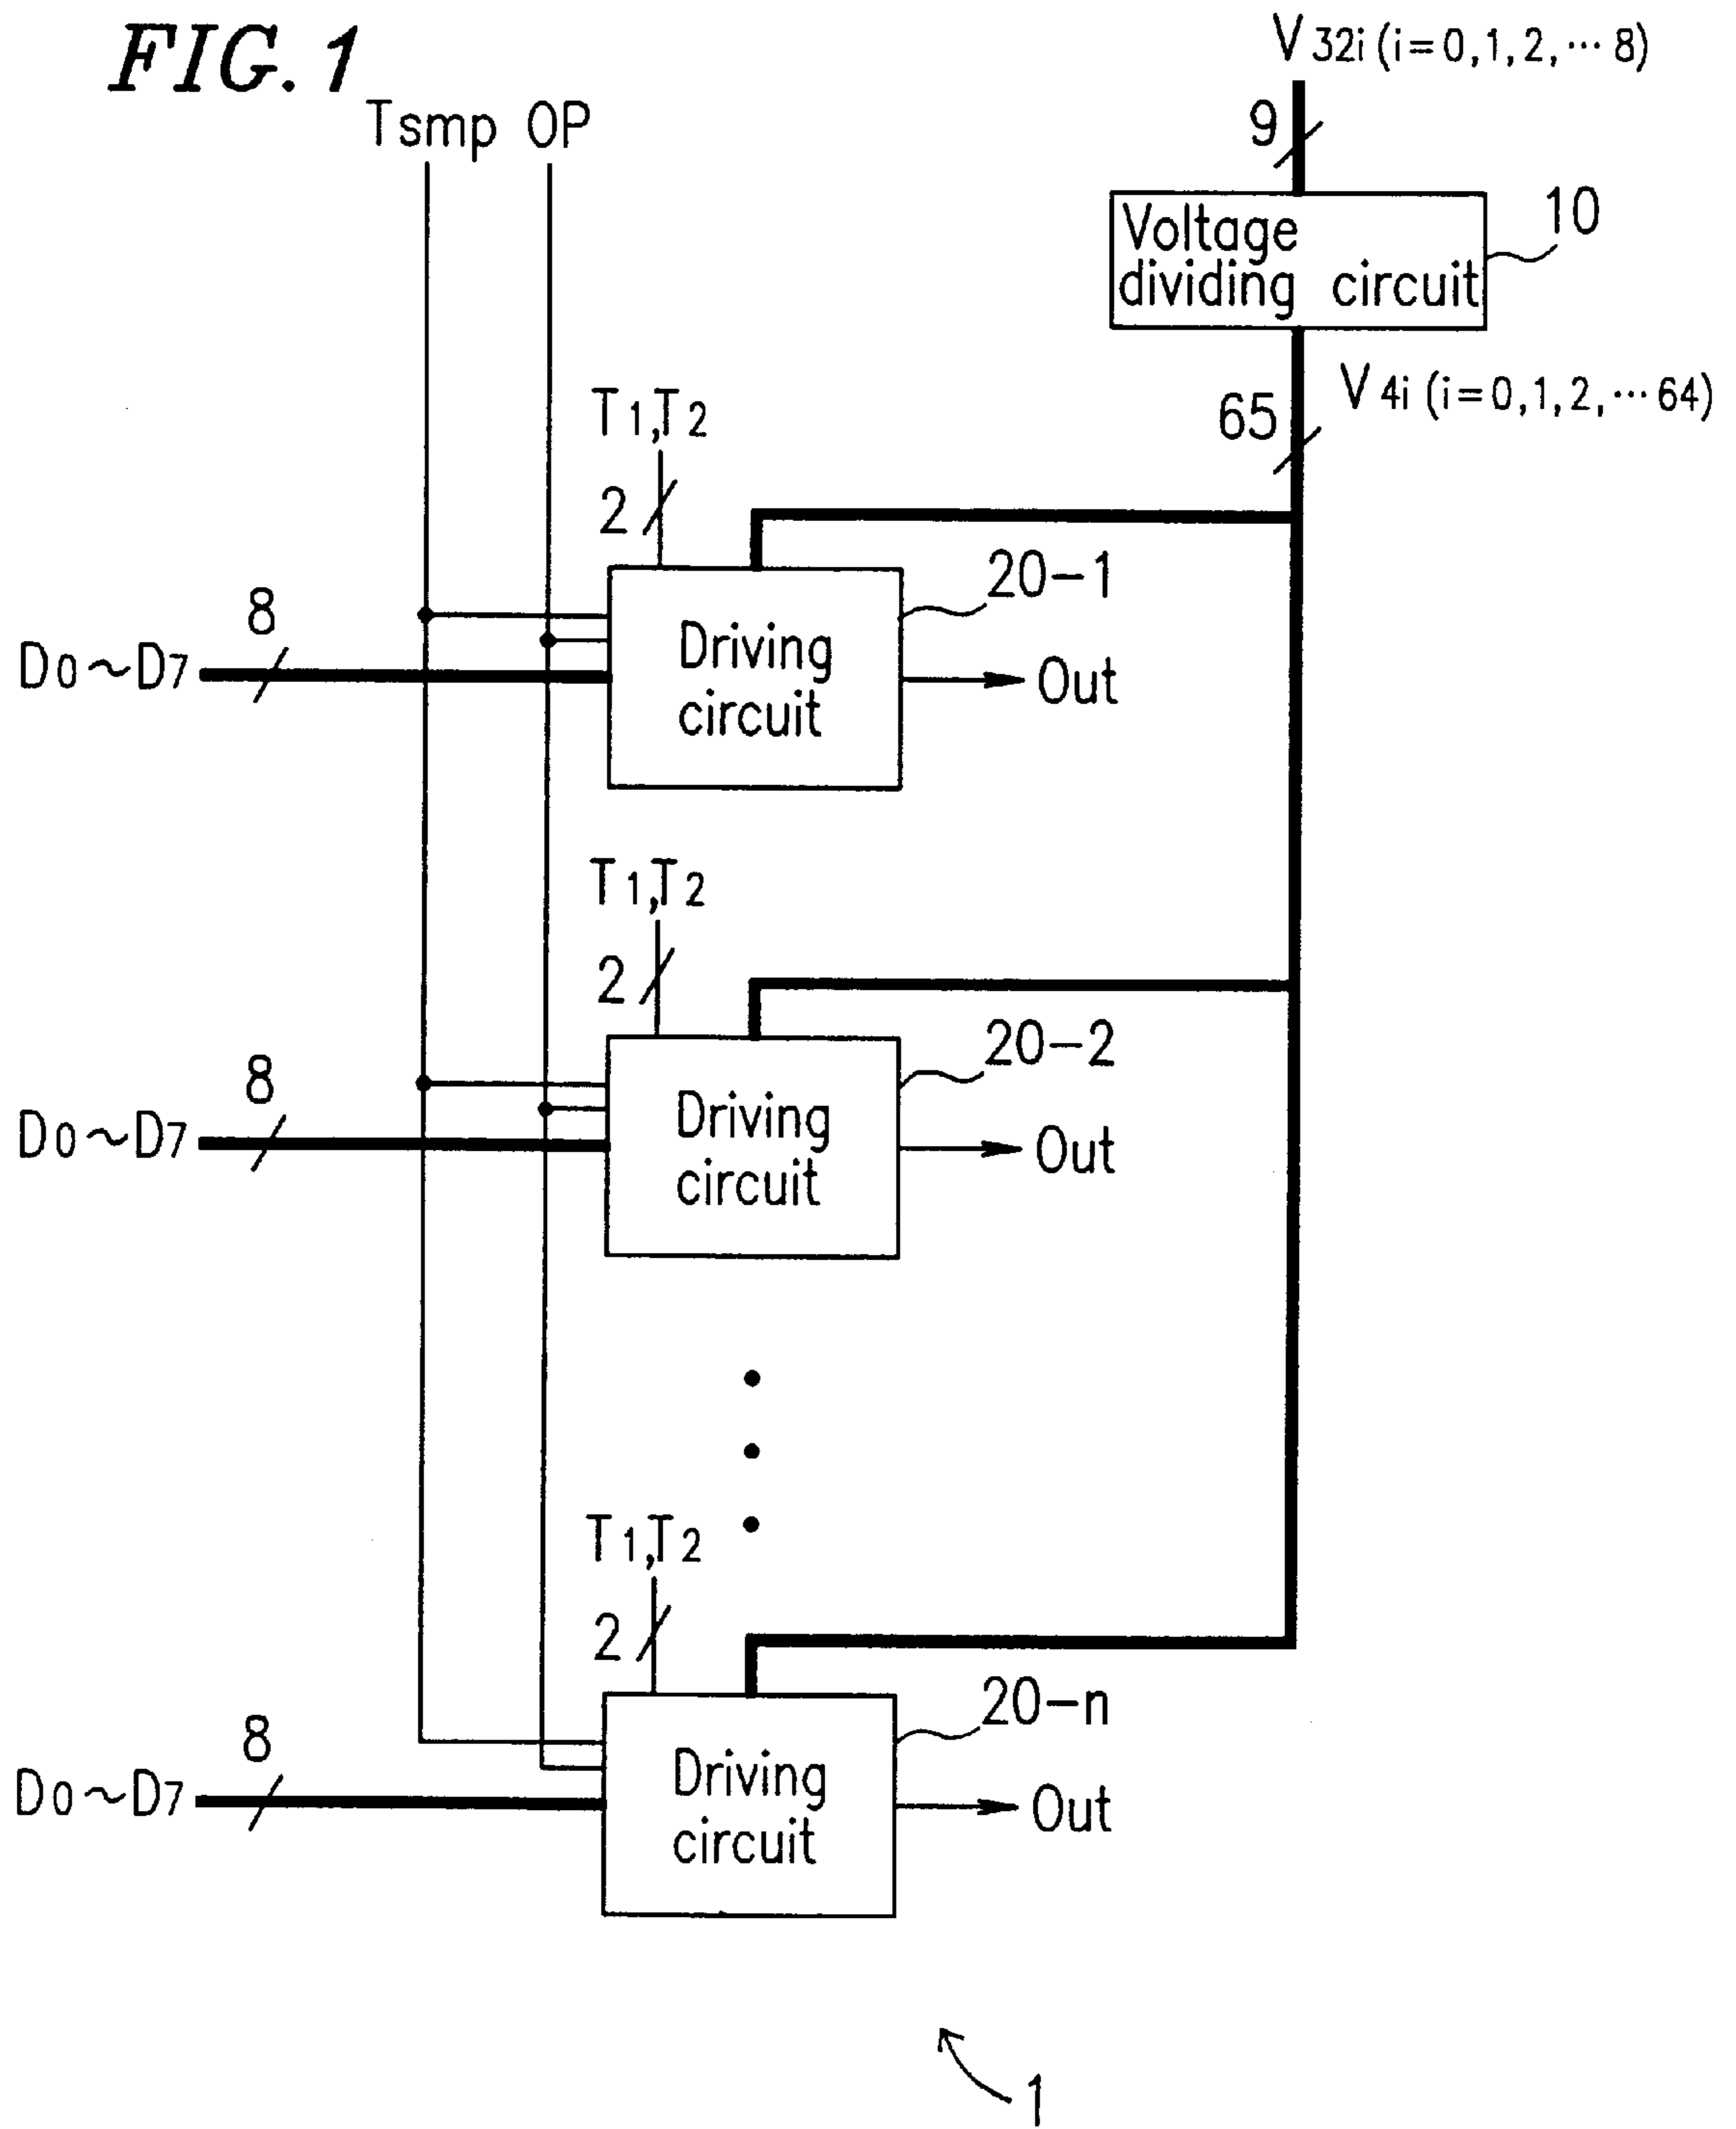 FIG. 1
V32i (i=0,1,2,⋯8)
Tsmp OP
9
Voltage
dividing circuit
10
V4i (i=0,1,2,⋯64)
65
T1,T2
2
20-1
8
D0~D7
Driving
circuit
Out
T1,T2
2
20-2
8
D0~D7
Driving
circuit
Out
T1,T2
2
20-n
8
D0~D7
Driving
circuit
Out
1